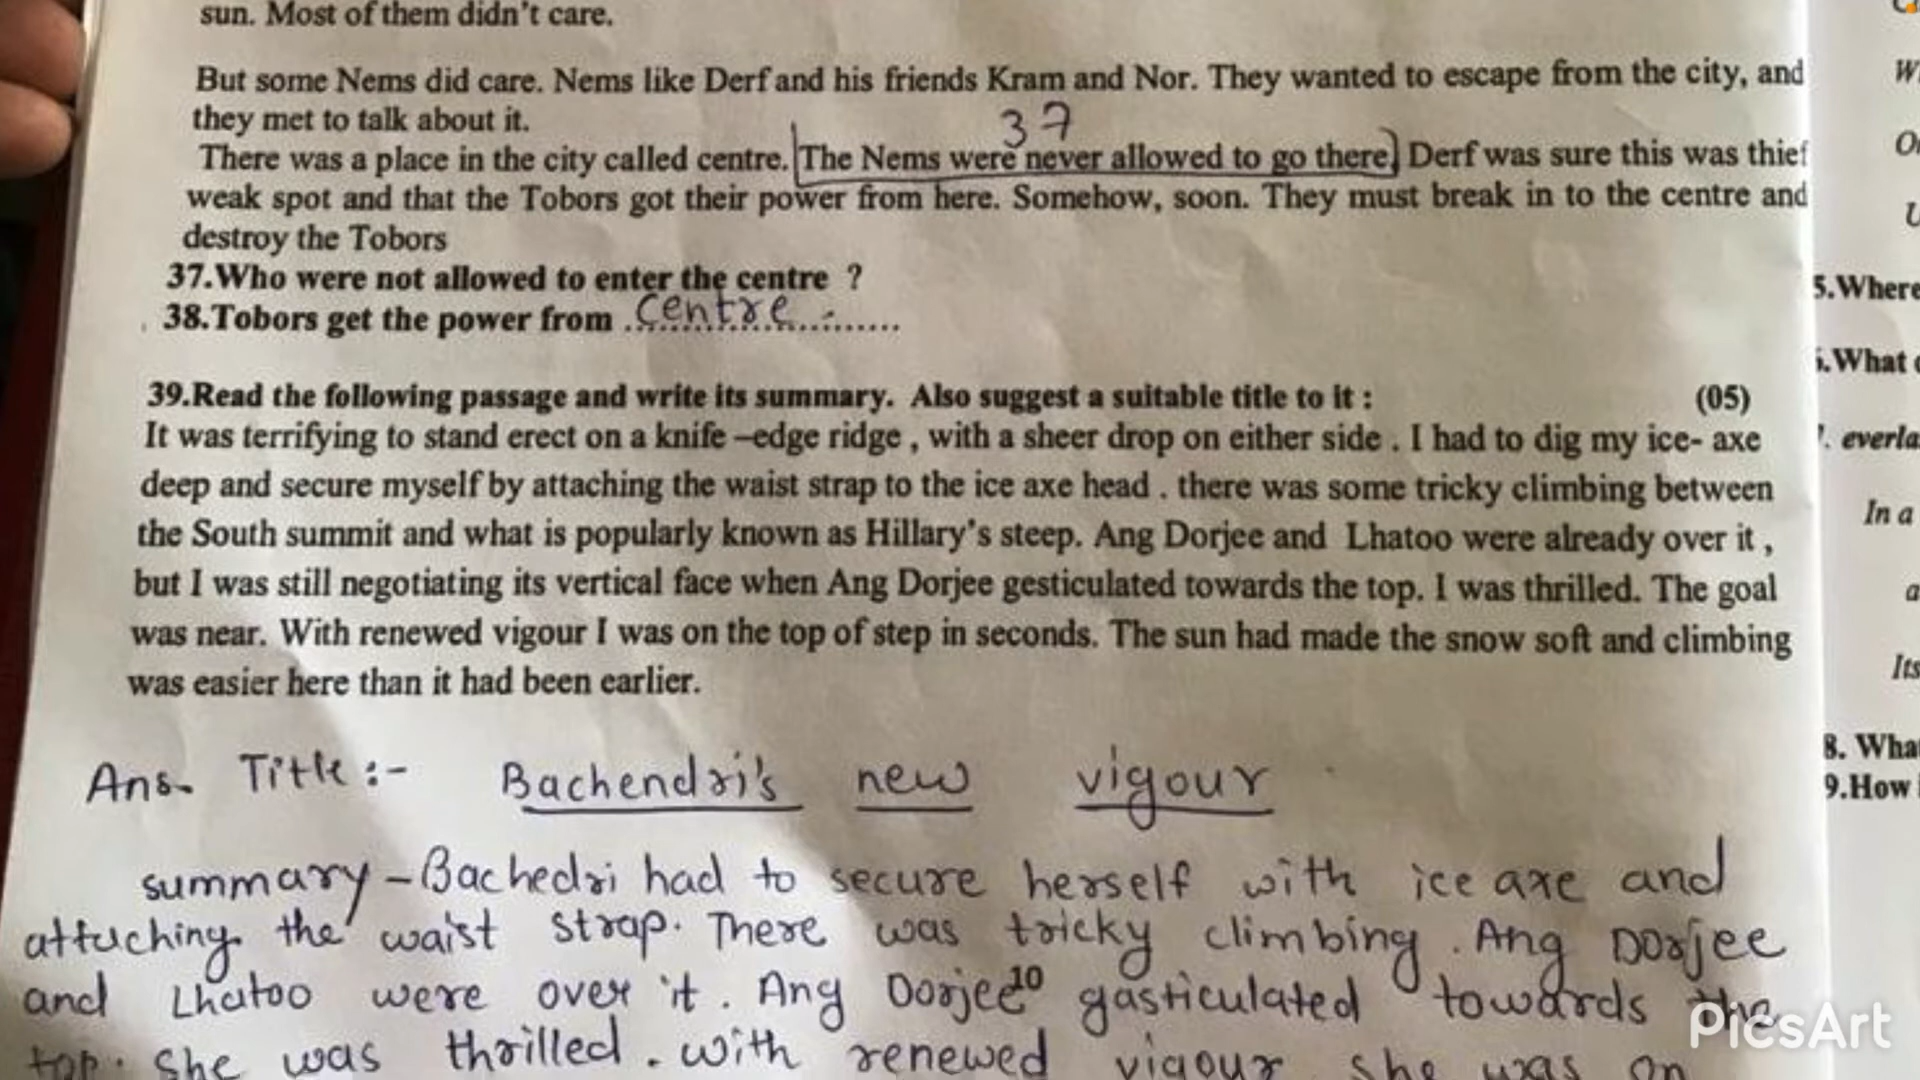 sun. Most of them didn't care.
But some Nems did care. Nems like Derf and his friends Kram and Nor. They wanted to escape from the city, and
they met to talk about it.
37
There was a place in the city called centre. The Nems were never allowed to go there. Derf was sure this was thief
weak spot and that the Tobors got their power from here. Somehow, soon. They must break in to the centre and
destroy the Tobors
37.Who were not allowed to enter the centre ?
38.Tobors get the power from ..centre..........
39.Read the following passage and write its summary. Also suggest a suitable title to it : (05)
It was terrifying to stand erect on a knife –edge ridge , with a sheer drop on either side . I had to dig my ice- axe
deep and secure myself by attaching the waist strap to the ice axe head . there was some tricky climbing between
the South summit and what is popularly known as Hillary's steep. Ang Dorjee and Lhatoo were already over it ,
but I was still negotiating its vertical face when Ang Dorjee gesticulated towards the top. I was thrilled. The goal
was near. With renewed vigour I was on the top of step in seconds. The sun had made the snow soft and climbing
was easier here than it had been earlier.
Ans. Title :- Bachendri's new vigour
summary - Bachedri had to secure herself with ice axe and
attuching the waist strap. There was tricky climbing. Ang Dorjee
and Lhatoo were over it. Ang Dorjee gasticulated towards the
10
top. She was thrilled. with renewed vigour she was on
5.Where
.What
. everla
In a
a
Its
8. What
9.How
PicsArt